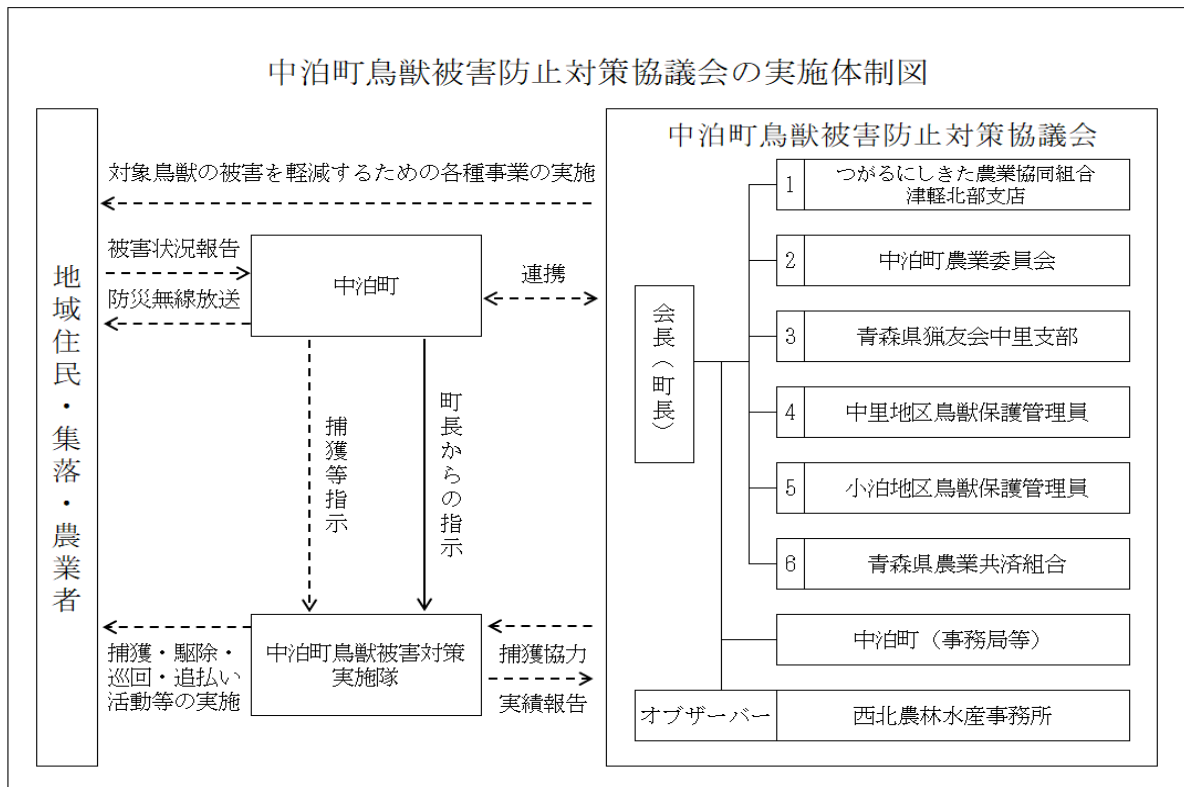 中泊町鳥獣被害防止対策協議会の実施体制図
地域住民・集落・農業者
対象鳥獣の被害を軽減するための各種事業の実施
被害状況報告
防災無線放送
中泊町
連携
捕獲等指示
町長からの指示
捕獲・駆除・
巡回・追払い
活動等の実施
中泊町鳥獣被害対策
実施隊
捕獲協力
実績報告
中泊町鳥獣被害防止対策協議会
会長（町長）
1
つがるにしきた農業協同組合
津軽北部支店
2 中泊町農業委員会
3 青森県猟友会中里支部
4 中里地区鳥獣保護管理員
5 小泊地区鳥獣保護管理員
6 青森県農業共済組合
中泊町（事務局等）
オブザーバー 西北農林水産事務所